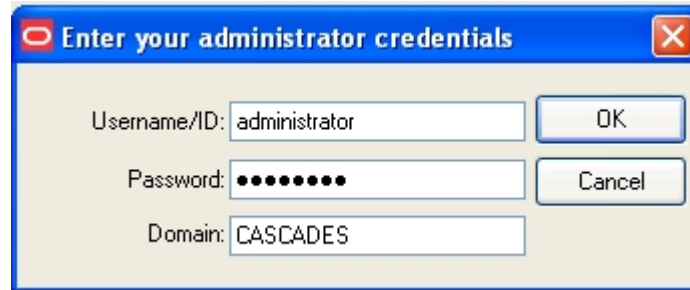 Enter your administrator credentials
Username/ID: administrator
OK
Password: ●●●●●●●●
Cancel
Domain: CASCADES